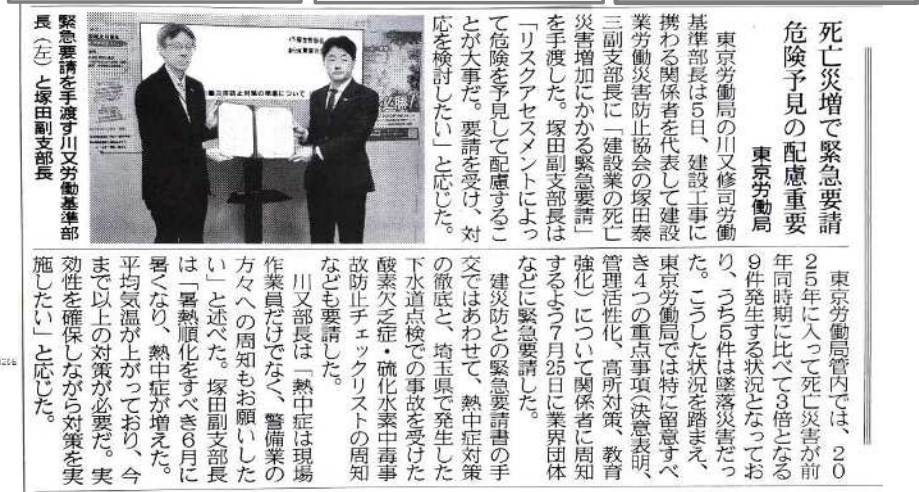 死亡災増で緊急要請
危険予見の配慮重要
東京労働局
東京労働局の川又修司労働
基準部長は5日、建設工事に
携わる関係者を代表して建設
業労働災害防止協会の塚田泰
三副支部長に「建設業の死亡
災害増加にかかる緊急要請」
を手渡した。塚田副支部長は
「リスクアセスメントによっ
て危険を予見して配慮するこ
とが大事だ。要請を受け、対
応を検討したい」と応じた。
緊急要請を手渡す川又労働基準部
長（左）と塚田副支部長
東京労働局管内では、20
25年に入って死亡災害が前
年同時期に比べて3倍となる
9件発生する状況となってお
り、うち5件は墜落災害だっ
た。こうした状況を踏まえ、
東京労働局では特に留意すべ
き4つの重点事項（決意表明、
管理活性化、高所対策、教育
強化）について関係者に周知
するよう7月25日に業界団体
などに緊急要請した。
建災防との緊急要請書の手
交ではあわせて、熱中症対策
の徹底と、埼玉県で発生した
下水道点検での事故を受けた
酸素欠乏症・硫化水素中毒事
故防止チェックリストの周知
なども要請した。
川又部長は「熱中症は現場
作業員だけでなく、警備業の
方々への周知もお願いした
い」と述べた。塚田副支部長
は「暑熱順化をすべき6月に
暑くなり、熱中症が増えた。
平均気温が上がっており、今
まで以上の対策が必要だ。実
効性を確保しながら対策を実
施したい」と応じた。